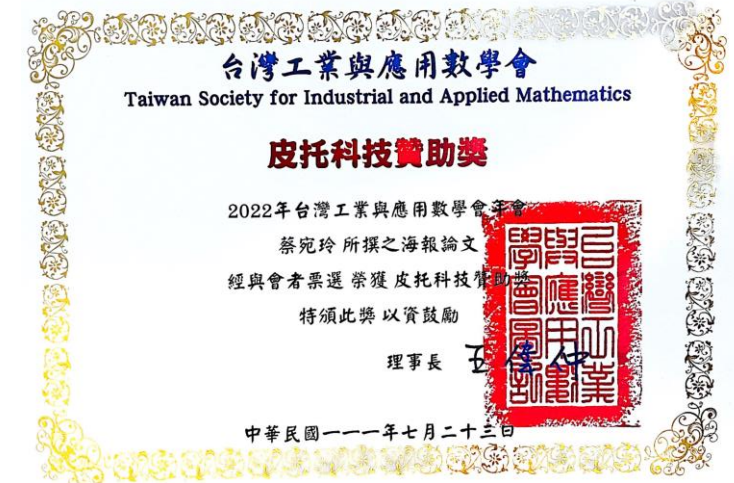 台灣工業與應用數學會
Taiwan Society for Industrial and Applied Mathematics
皮托科技贊助獎
2022年台灣工業與應用數學會年會
蔡宛玲 所撰之海報論文
經與會者票選 榮獲 皮托科技贊助獎
特頒此獎 以資鼓勵
理事長 王偉仲
中華民國一一一年七月二十三日